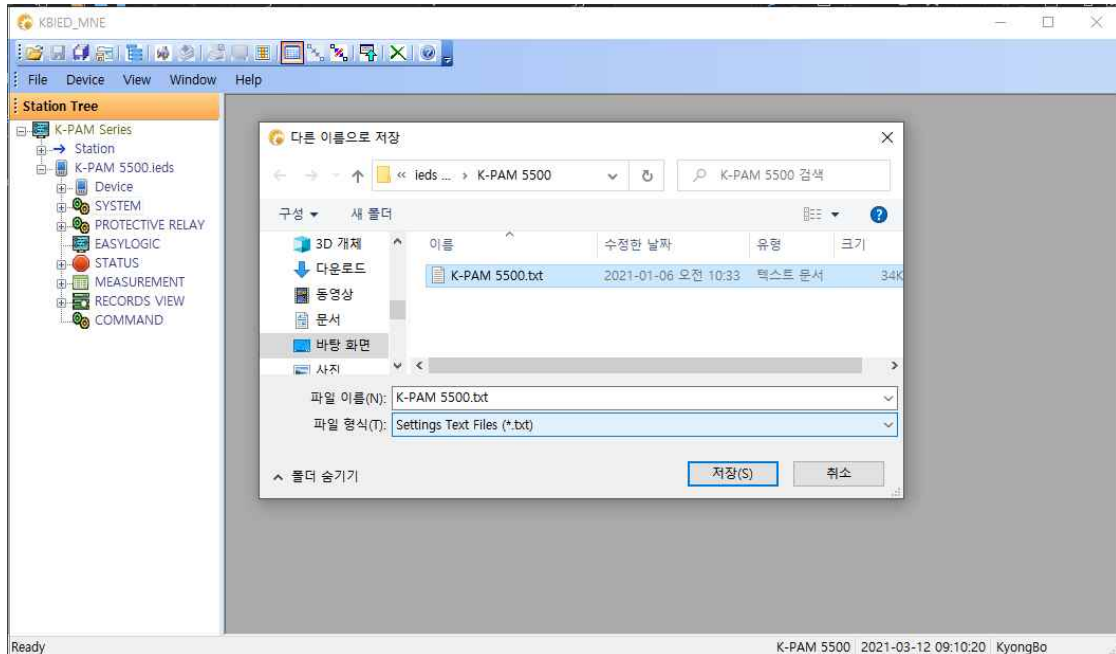 KBIED_MNE
File Device View Window Help
Station Tree
K-PAM Series
Station
K-PAM 5500.ieds
Device
SYSTEM
PROTECTIVE RELAY
EASYLOGIC
STATUS
MEASUREMENT
RECORDS VIEW
COMMAND
다른 이름으로 저장
« ieds ... › K-PAM 5500
K-PAM 5500 검색
구성 새 폴더
3D 개체
다운로드
동영상
문서
바탕 화면
사진
이름 수정한 날짜 유형 크기
K-PAM 5500.txt 2021-01-06 오전 10:33 텍스트 문서 34K
파일 이름(N): K-PAM 5500.txt
파일 형식(T): Settings Text Files (*.txt)
폴더 숨기기 저장(S) 취소
Ready K-PAM 5500 2021-03-12 09:10:20 KyongBo